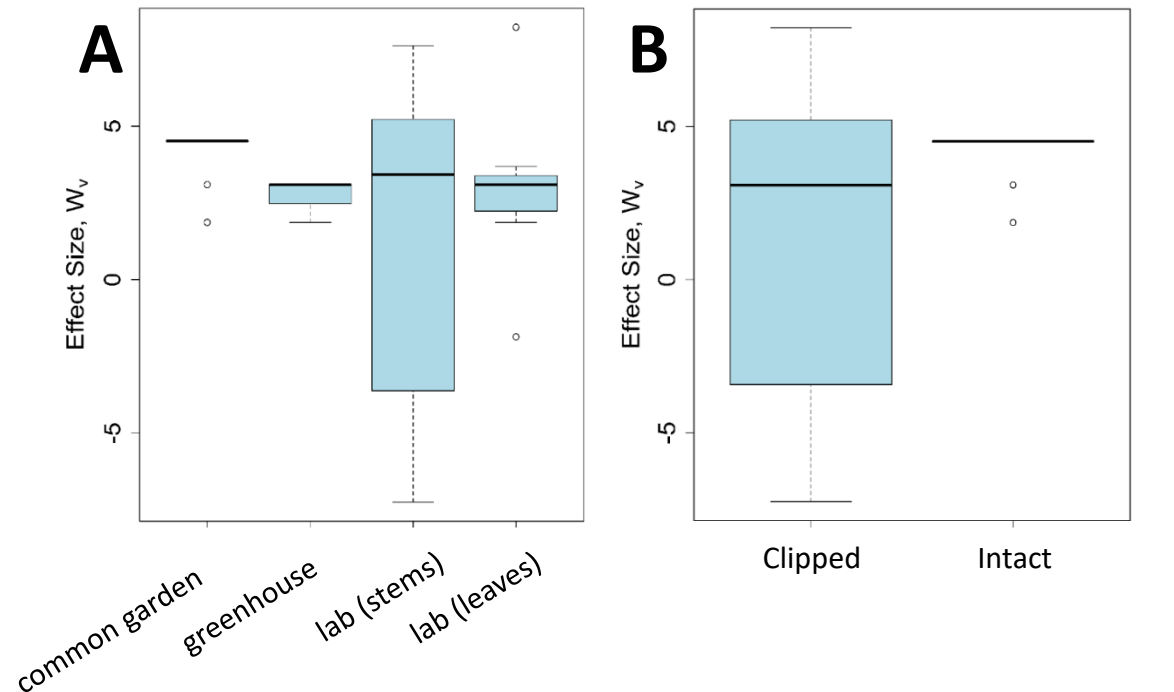 A
B
Effect Size, Wv
5
0
-5
common garden
greenhouse
lab (stems)
lab (leaves)
Effect Size, Wv
5
0
-5
Clipped
Intact